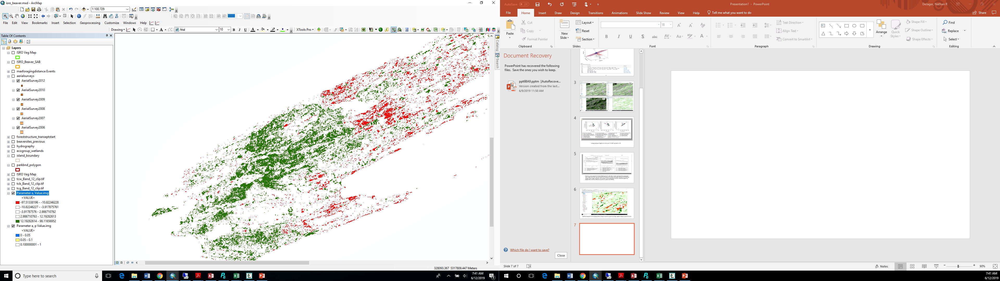 isro_beaver.mxd - ArcMap
1:100,729
File Edit View Bookmarks Insert Selection Geoprocessing Customize Windows Help
Drawing Arial 10 B I U A XTools Pro
Table Of Contents
Layers
ISRO Veg Map
ISRO_Beaver_SAB
maxforagingdistance Events
aerialsurveys
AerialSurvey2012
AerialSurvey2010
AerialSurvey2009
AerialSurvey2008
AerialSurvey2007
AerialSurvey2006
foreststructure_transeptstart
beaversites_previous
hydrography
ecogroup_wetlands
island_boundary
parkbnd_polygon
ISRO Veg Map
tcw_Band_12_clip.tif
tcb_Band_12_clip.tif
tcg_Band_12_clip.tif
Parameter a, Value.img
<VALUE>
-97.51338196 - -10.82246228
-10.82246227 - -3.917875761
-3.91787576 - 2.986710762
2.986710763 - 12.19282613
12.19282614 - 98.11656952
Parameter a, p Value.img
<VALUE>
0 - 0.05
0.05 - 0.1
0.100000001 - 1
Catalog
Search
328093.367 5317809.447 Meters
Type here to search
7:41 AM
6/12/2019
AutoSave Off
Presentation1 - PowerPoint
DeJager, Nathan R
File Home Insert Draw Design Transitions Animations Slide Show Review View Help Tell me what you want to do
Share
Paste
Cut
Copy
Format Painter
Clipboard
New
Slide
Layout
Reset
Section
Slides
18
B I U S abc AV Aa A
Font
Text Direction
Align Text
Convert to SmartArt
Paragraph
Arrange
Quick
Styles
Shape Fill
Shape Outline
Shape Effects
Drawing
Find
Replace
Select
Editing
Document Recovery
PowerPoint has recovered the following
files. Save the ones you wish to keep.
ppt6BA9.pptm [AutoRecove...
Version created from the last...
6/9/2019 11:50 AM
Which file do I want to save?
Close
3
4
5
6
7
Slide 7 of 7
Notes
90%
7:41 AM
6/12/2019